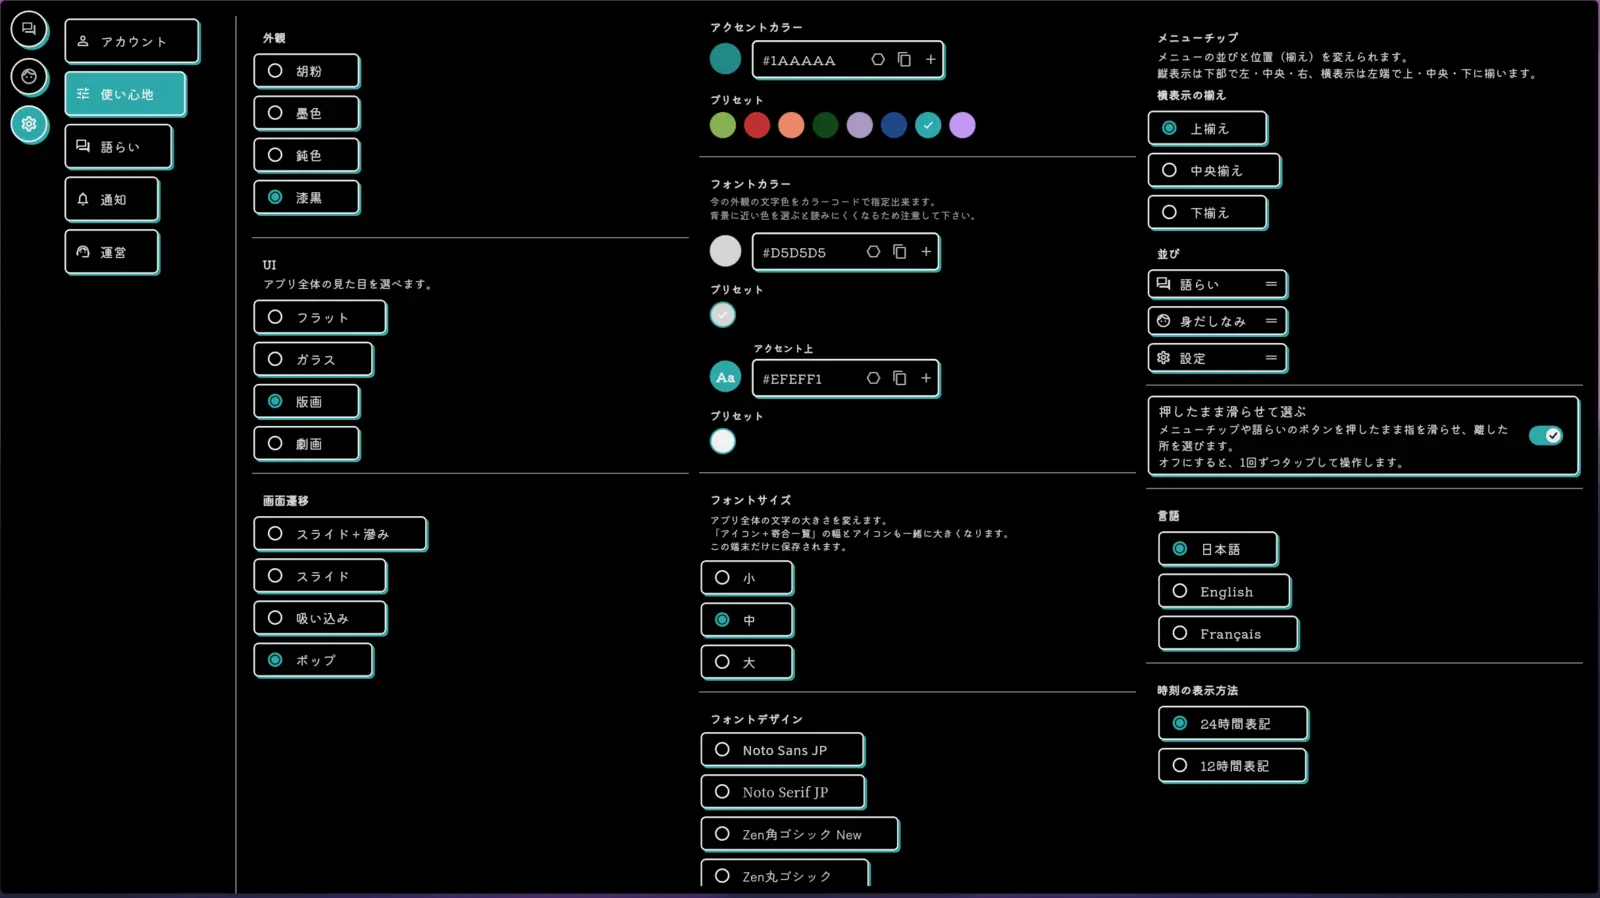 アカウント
使い心地
語らい
通知
運営
外観
胡粉
墨色
鈍色
漆黒
UI
アプリ全体の見た目を選べます。
フラット
ガラス
版画
劇画
画面遷移
スライド＋滲み
スライド
吸い込み
ポップ
アクセントカラー
#1AAAAA
プリセット
フォントカラー
今の外観の文字色をカラーコードで指定出来ます。
背景に近い色を選ぶと読みにくくなるため注意して下さい。
#D5D5D5
プリセット
アクセント上
Aa
#EFEFF1
プリセット
フォントサイズ
アプリ全体の文字の大きさを変えます。
「アイコン＋寄合一覧」の幅とアイコンも一緒に大きくなります。
この端末だけに保存されます。
小
中
大
フォントデザイン
Noto Sans JP
Noto Serif JP
Zen角ゴシック New
Zen丸ゴシック
メニューチップ
メニューの並びと位置（揃え）を変えられます。
縦表示は下部で左・中央・右、横表示は左端で上・中央・下に揃います。
横表示の揃え
上揃え
中央揃え
下揃え
並び
語らい
身だしなみ
設定
押したまま滑らせて選ぶ
メニューチップや語らいのボタンを押したまま指を滑らせ、離した
所を選びます。
オフにすると、1回ずつタップして操作します。
言語
日本語
English
Français
時刻の表示方法
24時間表記
12時間表記